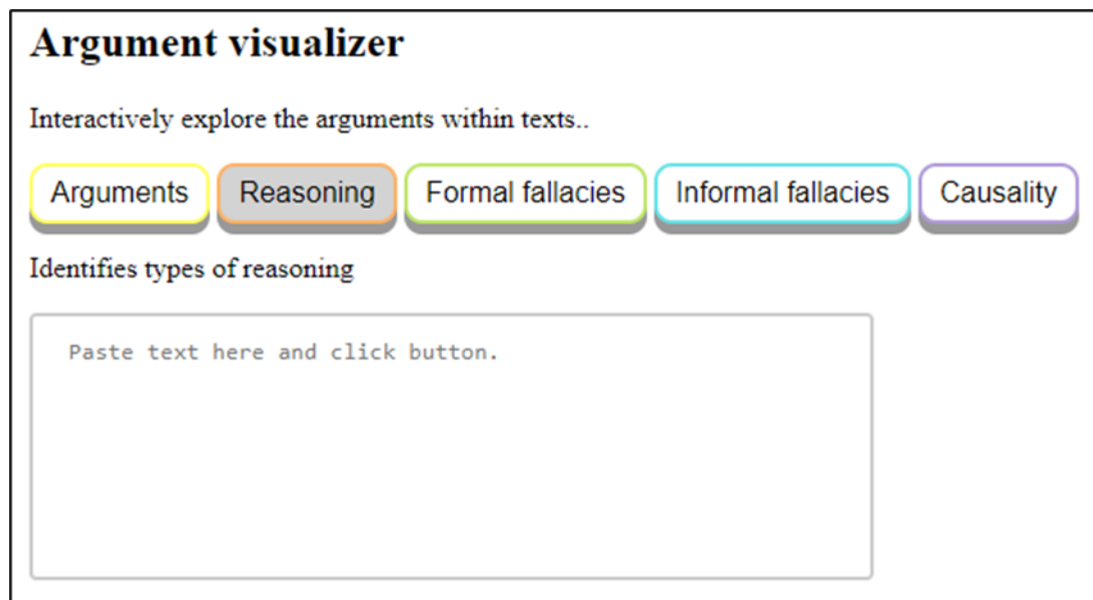 Argument visualizer
Interactively explore the arguments within texts..
Arguments Reasoning Formal fallacies Informal fallacies Causality
Identifies types of reasoning
Paste text here and click button.